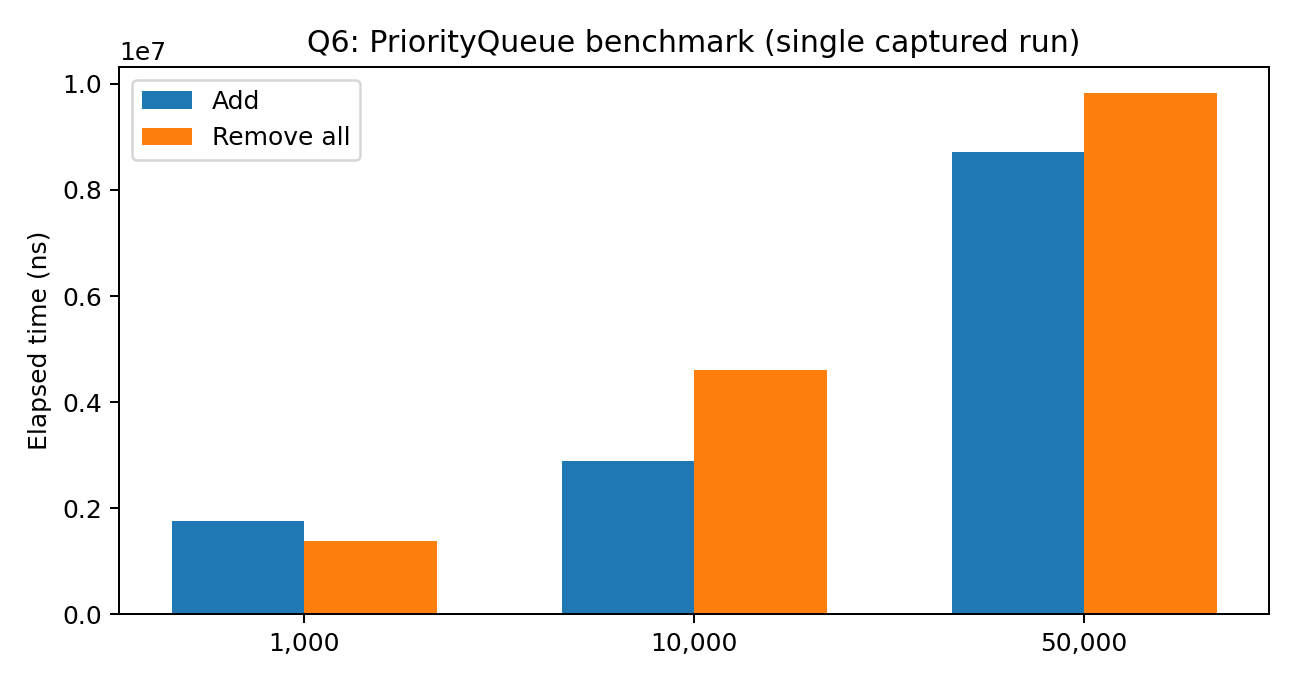 Q6: PriorityQueue benchmark (single captured run)
1e7
Add
Remove all
Elapsed time (ns)
1.0
0.8
0.6
0.4
0.2
0.0
1,000 10,000 50,000